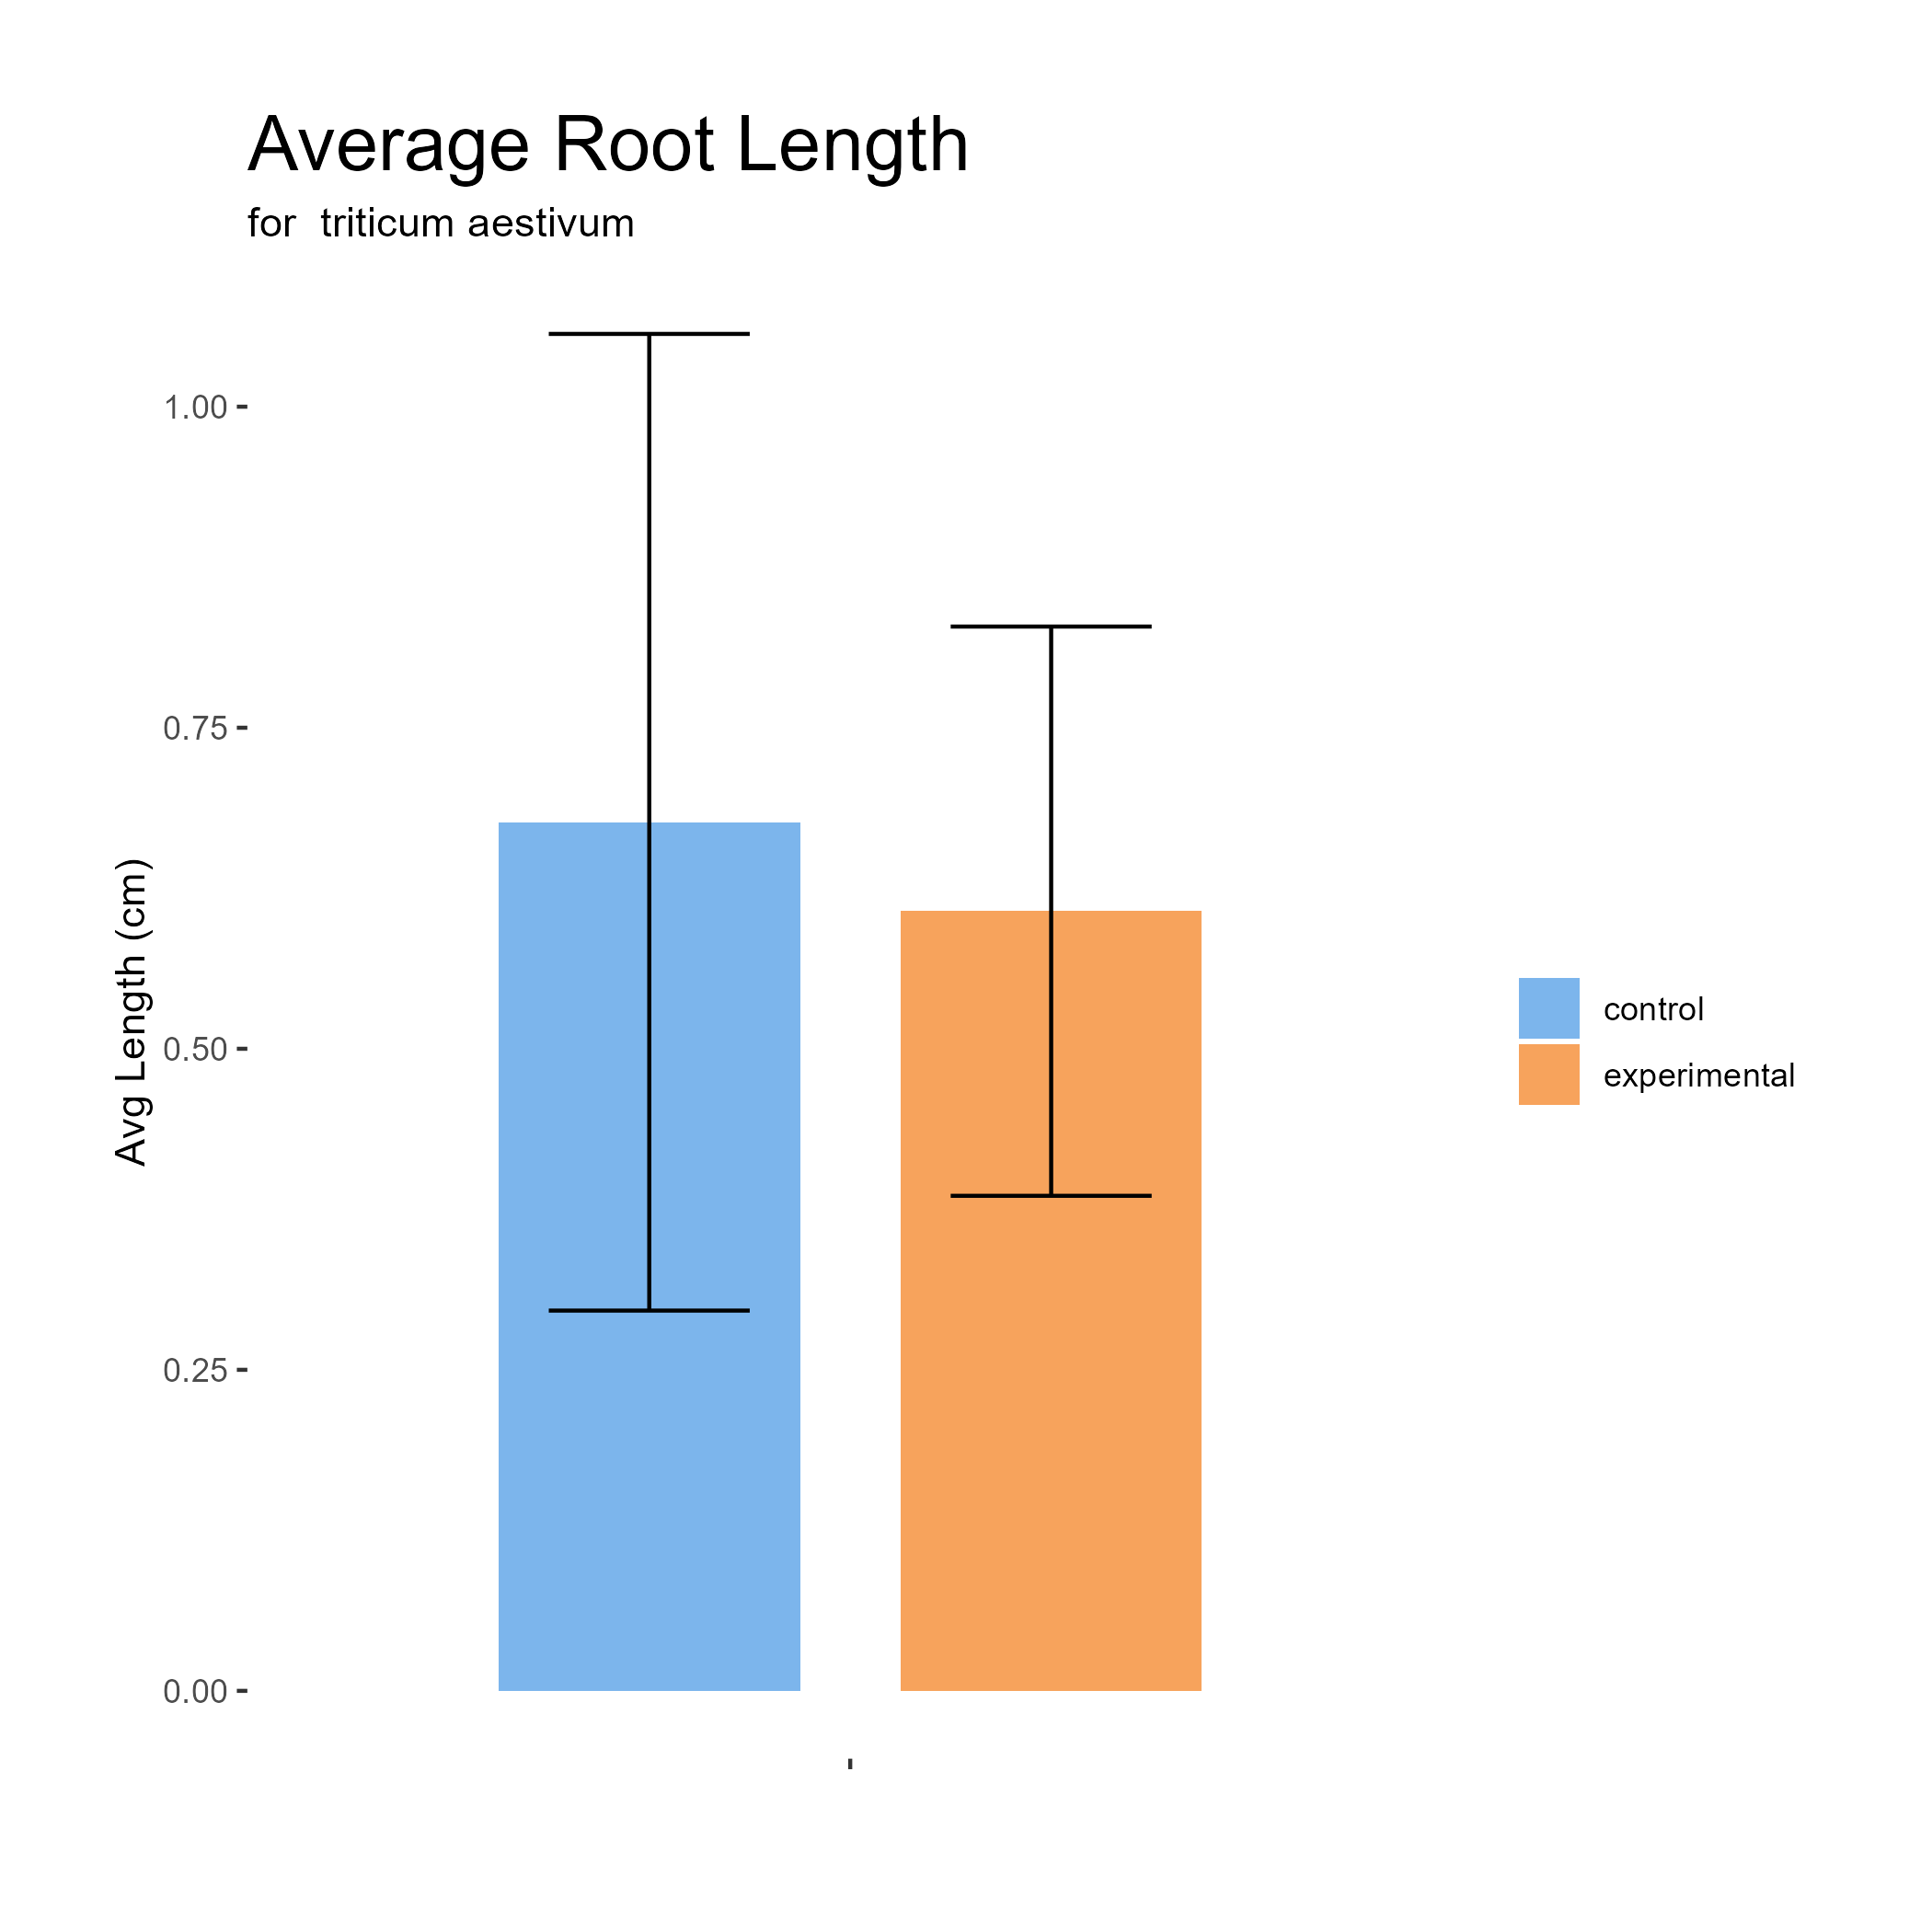 Average Root Length
for  triticum aestivum
Avg Length (cm)
1.00
0.75
0.50
0.25
0.00
control
experimental